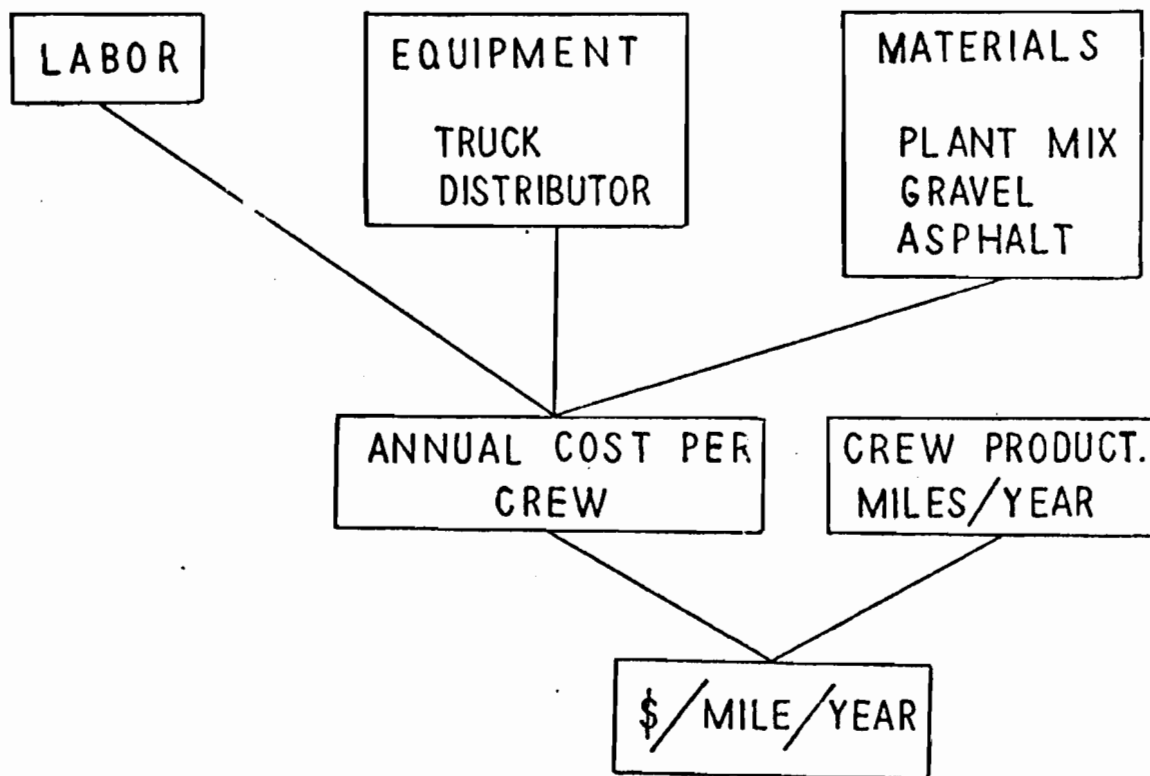 LABOR
EQUIPMENT
TRUCK
DISTRIBUTOR
MATERIALS
PLANT MIX
GRAVEL
ASPHALT
ANNUAL COST PER
CREW
CREW PRODUCT.
MILES/YEAR
$/MILE/YEAR